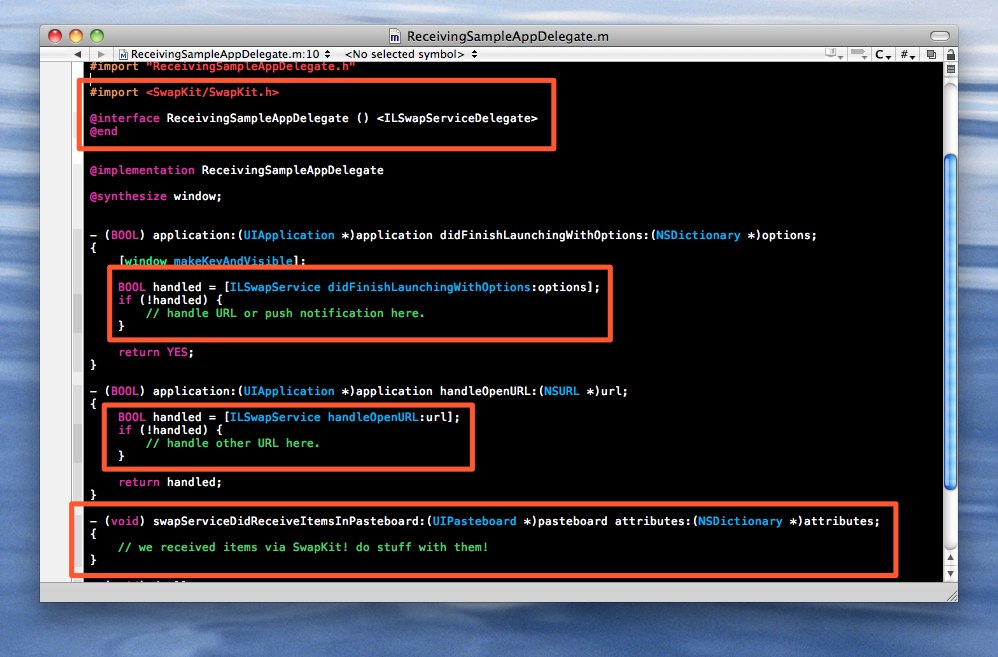 ReceivingSampleAppDelegate.m
ReceivingSampleAppDelegate.m:10 <No selected symbol> C #
#import "ReceivingSampleAppDelegate.h"
#import <SwapKit/SwapKit.h>
@interface ReceivingSampleAppDelegate () <ILSwapServiceDelegate>
@end
@implementation ReceivingSampleAppDelegate
@synthesize window;
- (BOOL) application:(UIApplication *)application didFinishLaunchingWithOptions:(NSDictionary *)options;
{
[window makeKeyAndVisible];
BOOL handled = [ILSwapService didFinishLaunchingWithOptions:options];
if (!handled) {
// handle URL or push notification here.
}
return YES;
}
- (BOOL) application:(UIApplication *)application handleOpenURL:(NSURL *)url;
{
BOOL handled = [ILSwapService handleOpenURL:url];
if (!handled) {
// handle other URL here.
}
return handled;
}
- (void) swapServiceDidReceiveItemsInPasteboard:(UIPasteboard *)pasteboard attributes:(NSDictionary *)attributes;
{
// we received items via SwapKit! do stuff with them!
}